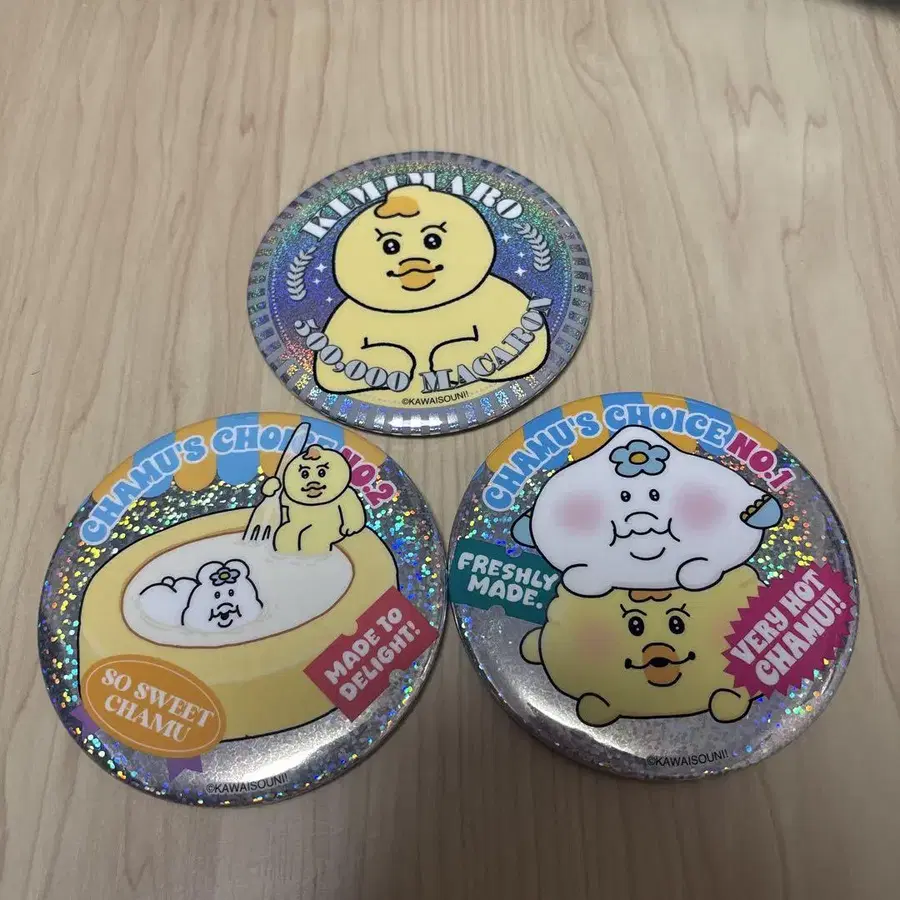 KIMIMARO
500,000 MACARON
©KAWAISOUNI!
CHAMU'S CHOICE NO.2
MADE TO
DELIGHT!
SO SWEET
CHAMU
©KAWAISOUNI!
CHAMU'S CHOICE NO.1
FRESHLY
MADE.
VERY HOT
CHAMU!!
©KAWAISOUNI!